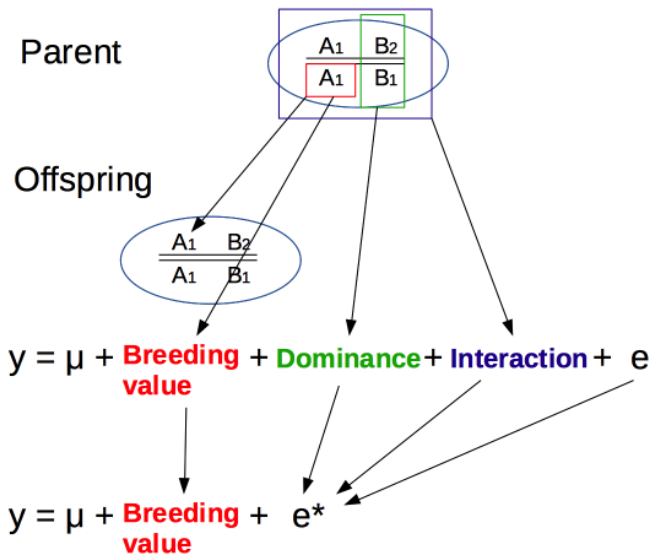 Parent
A1 B2
A1 B1
Offspring
A1 B2
A1 B1
y = μ + Breeding value + Dominance + Interaction + e
y = μ + Breeding value + e*